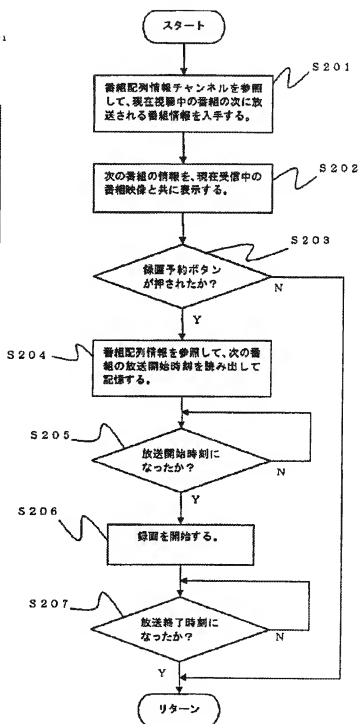 スタート
S201
番組配列情報チャンネルを参照
して、現在視聴中の番組の次に放
送される番組情報を入手する。
S202
次の番組の情報を、現在受信中の
番組映像と共に表示する。
S203
録画予約ボタン
が押されたか?
N
Y
S204
番組配列情報を参照して、次の番
組の放送開始時刻を読み出して
記憶する。
S205
放送開始時刻に
なったか?
N
Y
S206
録画を開始する。
S207
放送終了時刻に
なったか?
N
Y
リターン